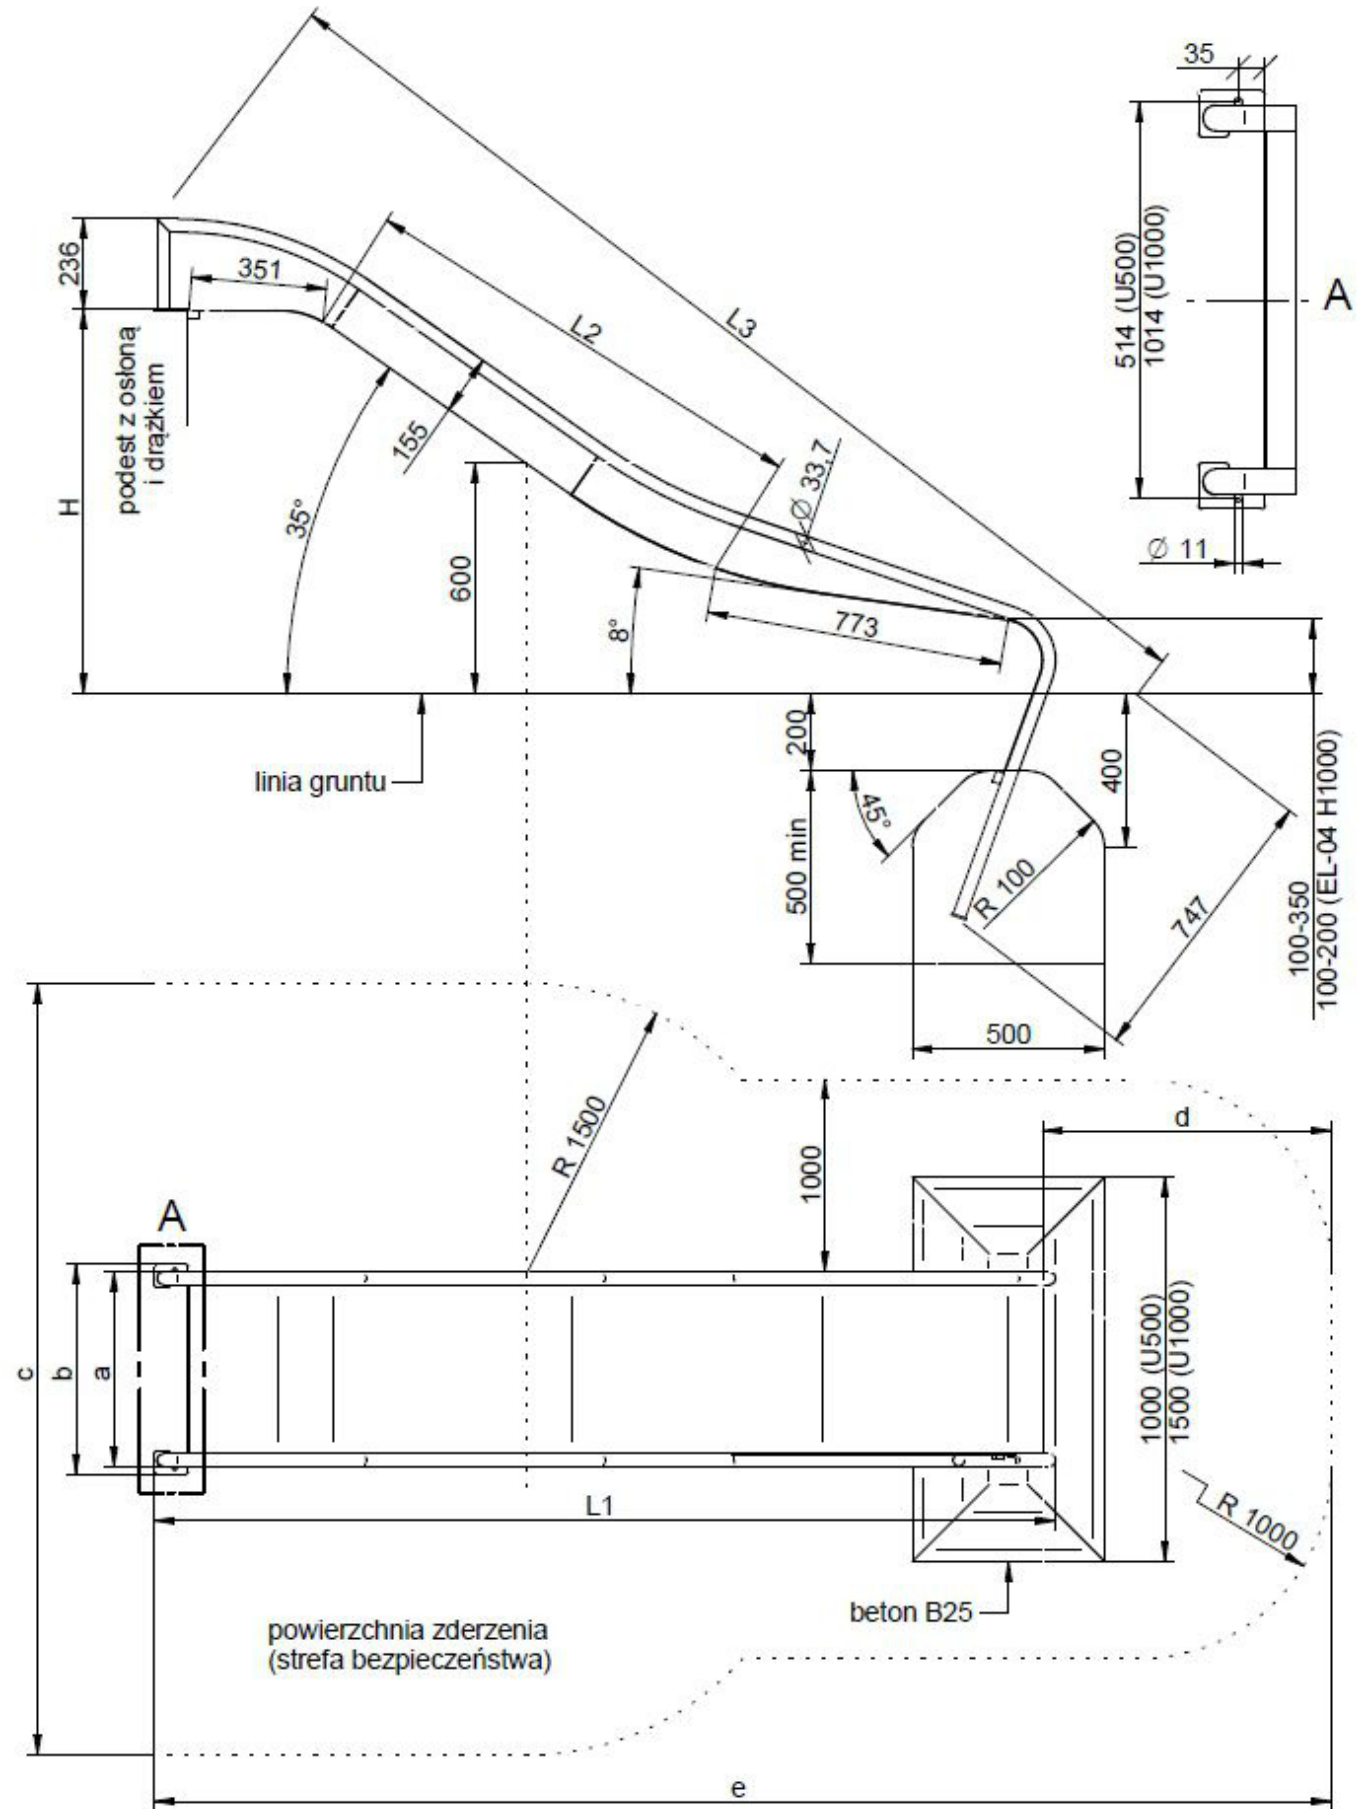 35
514 (U500)
1014 (U1000)
A
Ø 11
236
351
L2
L3
podest z osłoną
i drążkiem
H
155
Ø 33,7
35°
600
8°
773
linia gruntu
200
400
45°
500 min
R 100
747
100-350
100-200 (EL-04 H1000)
500
R 1500
1000
d
A
c
b
a
1000 (U500)
1500 (U1000)
L1
R 1000
beton B25
powierzchnia zderzenia
(strefa bezpieczeństwa)
e